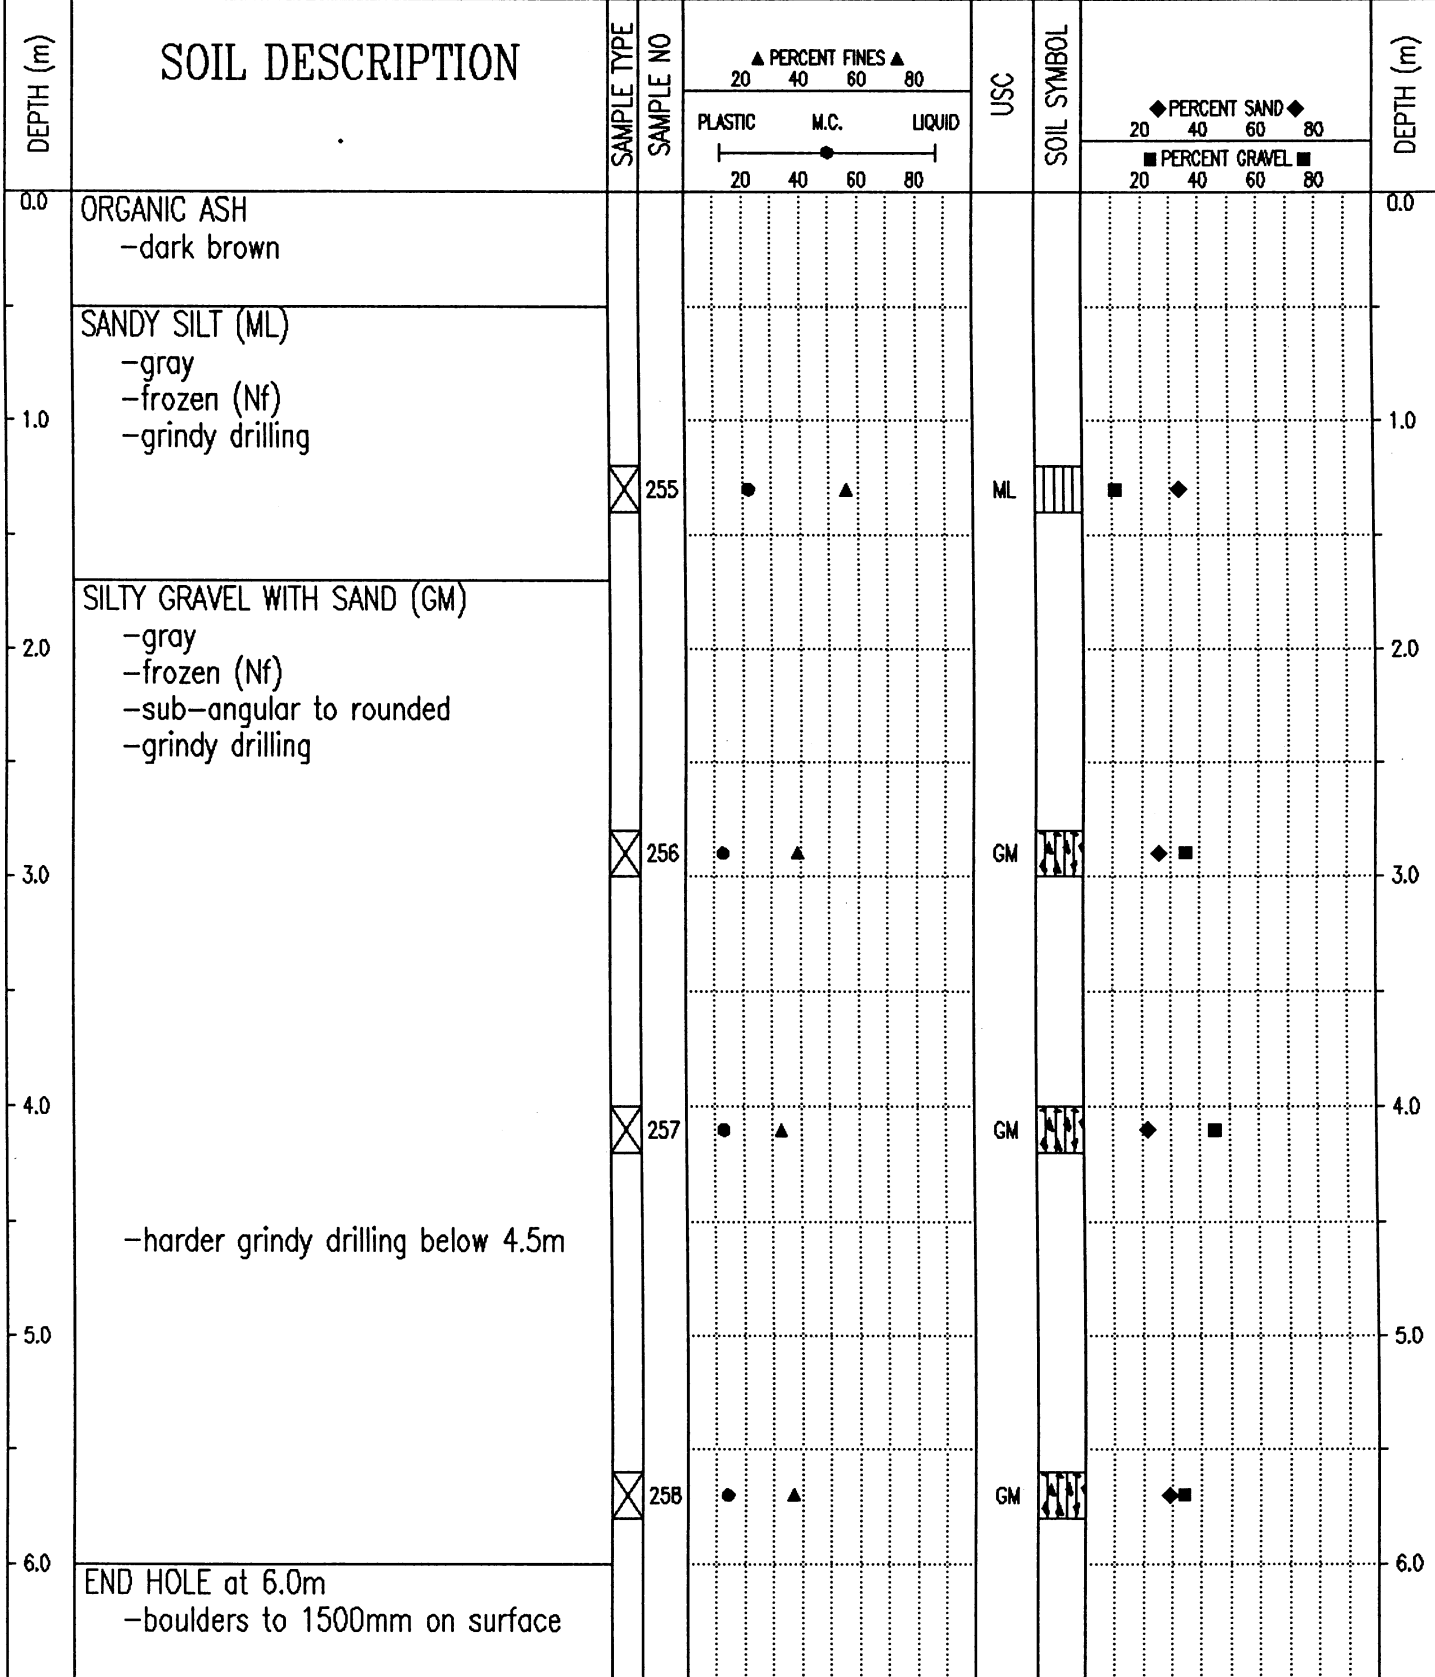 DEPTH (m)
SOIL DESCRIPTION
SAMPLE TYPE
SAMPLE NO
▲ PERCENT FINES ▲
20 40 60 80
PLASTIC M.C. LIQUID
20 40 60 80
USC
SOIL SYMBOL
◆PERCENT SAND◆
20 40 60 80
■ PERCENT GRAVEL ■
20 40 60 80
DEPTH (m)
0.0
ORGANIC ASH
0.0
-dark brown
SANDY SILT (ML)
-gray
-frozen (Nf)
1.0
-grindy drilling
1.0
255 ML
SILTY GRAVEL WITH SAND (GM)
-gray
2.0
2.0
-frozen (Nf)
-sub-angular to rounded
-grindy drilling
256 GM
3.0
3.0
4.0
4.0
257 GM
-harder grindy drilling below 4.5m
5.0
5.0
258 GM
6.0
6.0
END HOLE at 6.0m
-boulders to 1500mm on surface